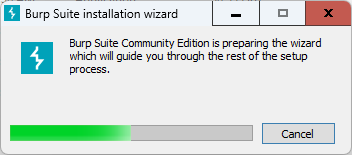 Burp Suite installation wizard
Burp Suite Community Edition is preparing the wizard
which will guide you through the rest of the setup
process.
Cancel